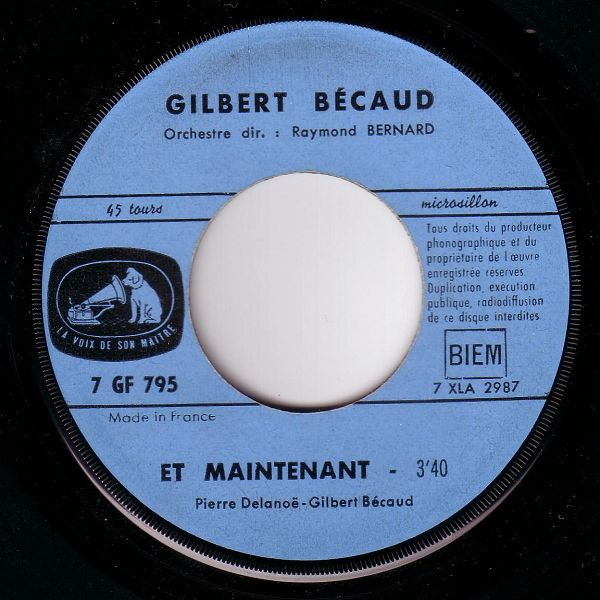 GILBERT BÉCAUD
Orchestre dir. : Raymond BERNARD
45 tours
microsillon
Tous droits du producteur
phonographique et du
propriétaire de l'œuvre
enregistrée réservés.
Duplication, exécution
publique, radiodiffusion
de ce disque interdites
LA VOIX DE SON MAITRE
BIEM
7 GF 795
7 XLA 2987
Made in France
ET MAINTENANT - 3'40
Pierre Delanoë-Gilbert Bécaud